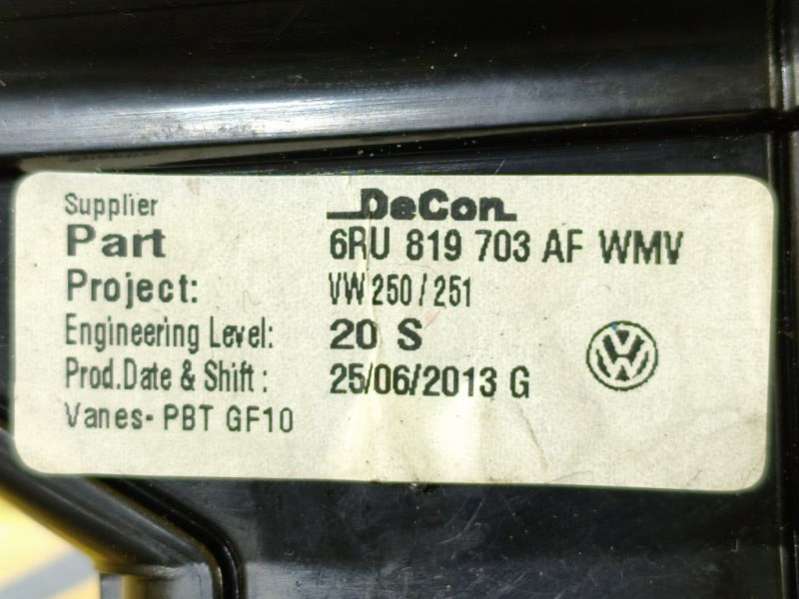 Supplier DeCon
Part 6RU 819 703 AF WMV
Project: VW 250 / 251
Engineering Level: 20 S
Prod.Date & Shift : 25/06/2013 G
Vanes- PBT GF10
VW